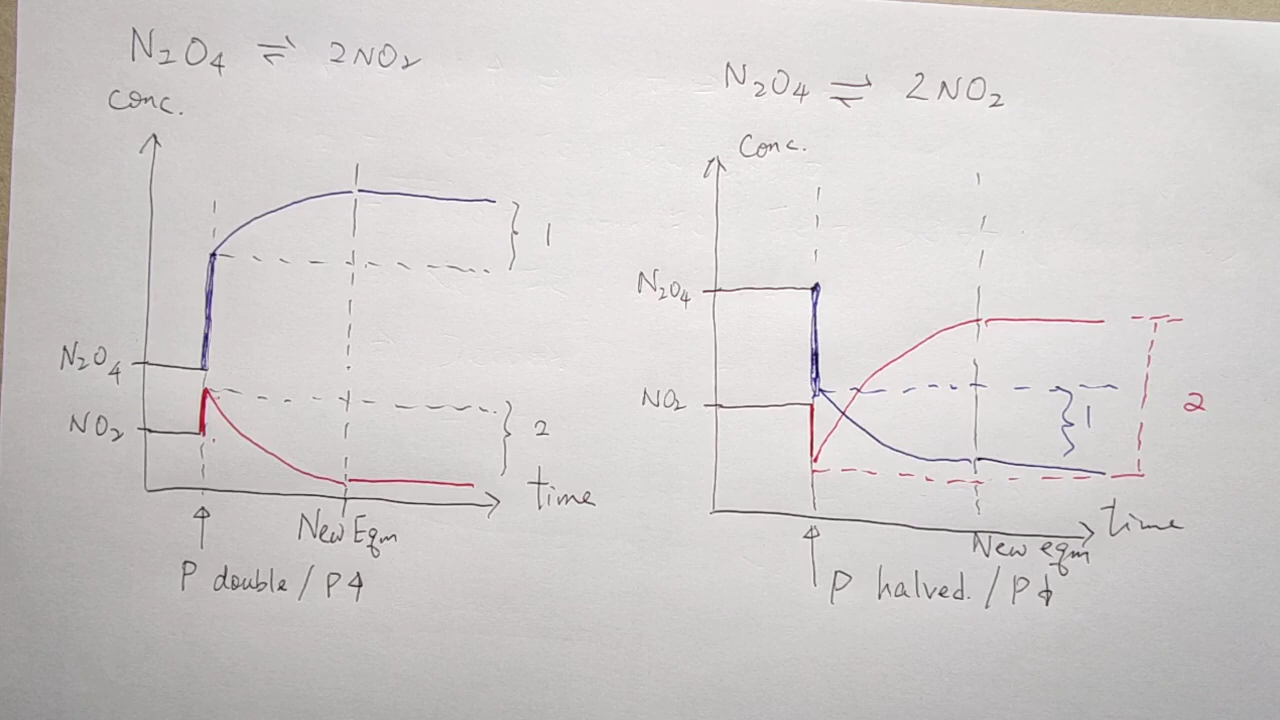 N₂O₄ ⇌ 2NO₂
conc.
N₂O₄
NO₂
1
2
time
New Eqm
P double / P↑
N₂O₄ ⇌ 2NO₂
Conc.
N₂O₄
NO₂
1
2
time
New eqm
P halved. / P↓